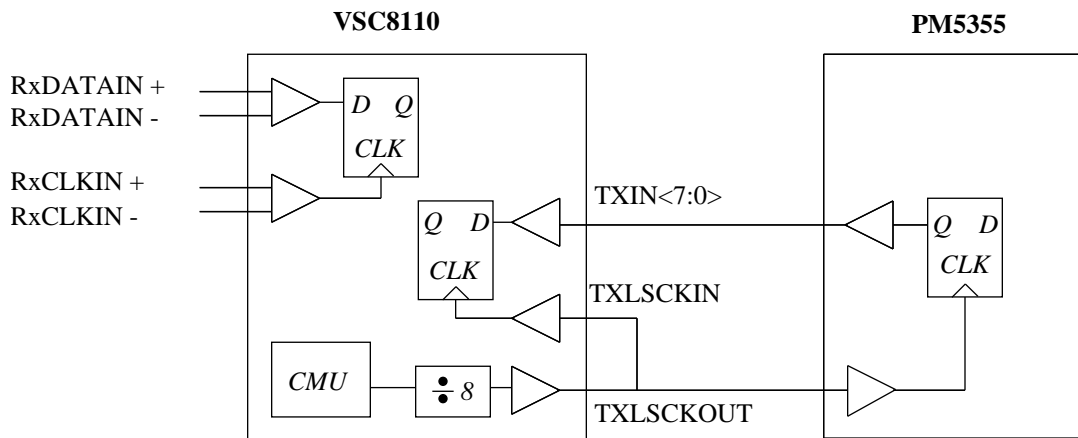 VSC8110
PM5355
RxDATAIN +
RxDATAIN -
D Q
CLK
RxCLKIN +
RxCLKIN -
TXIN<7:0>
Q D
CLK
Q D
CLK
TXLSCKIN
CMU
÷ 8
TXLSCKOUT